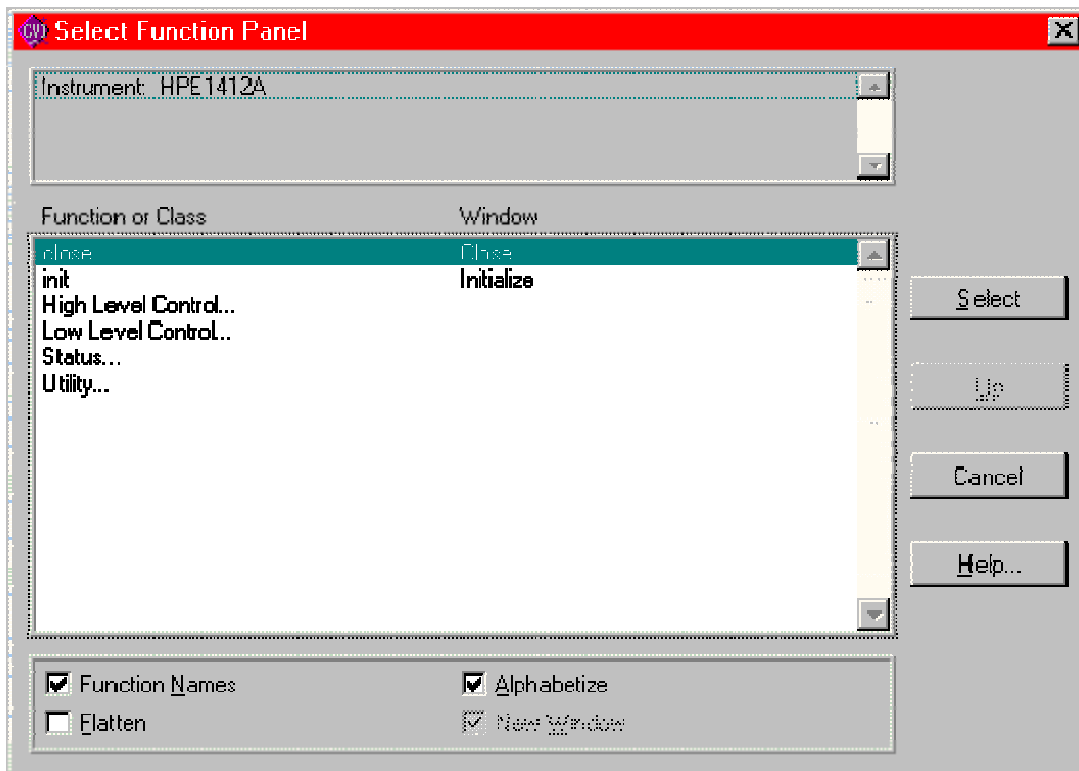 CVI Select Function Panel
Instrument: HPE1412A
Function or Class Window
close Close
init Initialize
High Level Control...
Low Level Control...
Status...
Utility...
Select
Up
Cancel
Help...
Function Names Alphabetize
Flatten New Window